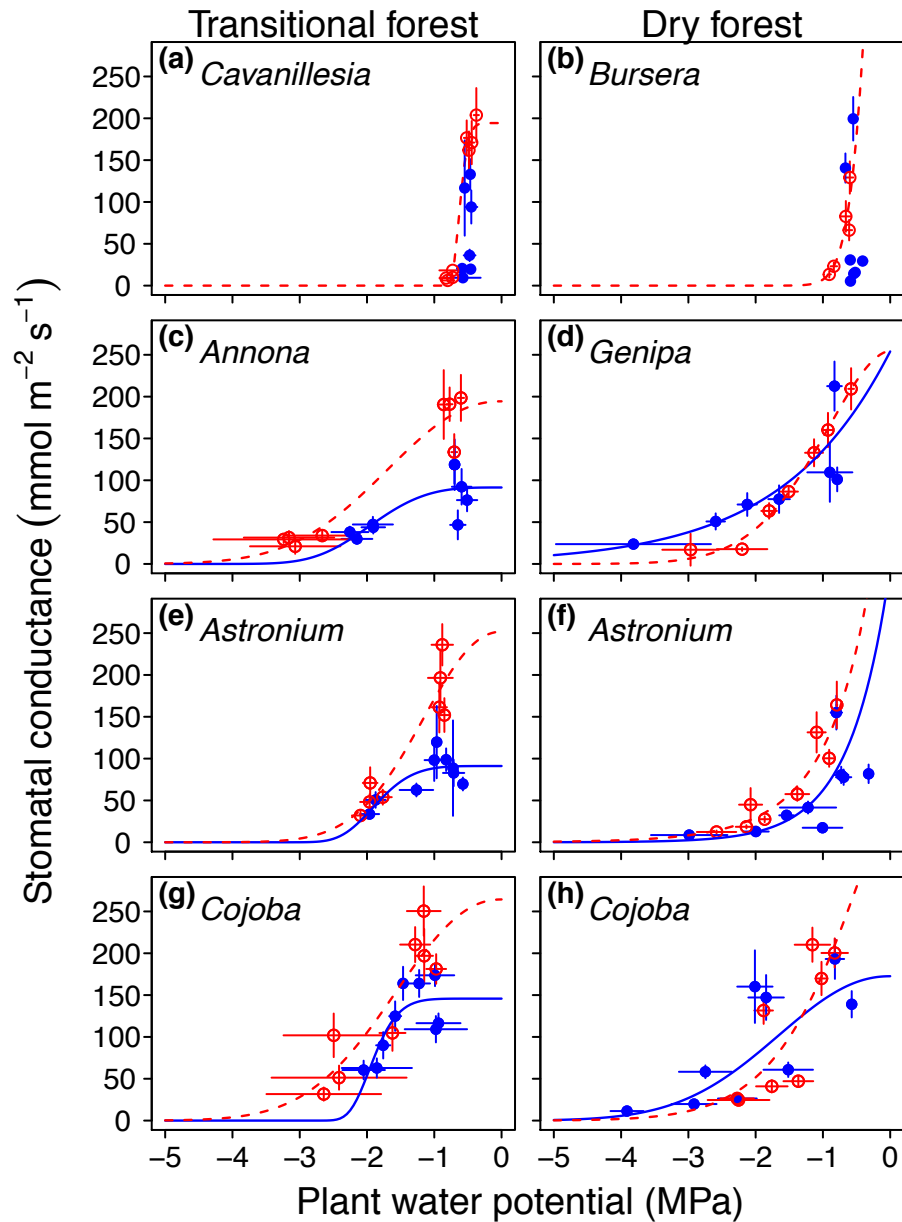 Transitional forest
Dry forest
Stomatal conductance (mmol m−2 s−1)
(a) Cavanillesia
250
200
150
100
50
0
(b) Bursera
(c) Annona
250
200
150
100
50
0
(d) Genipa
(e) Astronium
250
200
150
100
50
0
(f) Astronium
(g) Cojoba
250
200
150
100
50
0
(h) Cojoba
−5 −4 −3 −2 −1 0
−5 −4 −3 −2 −1 0
Plant water potential (MPa)